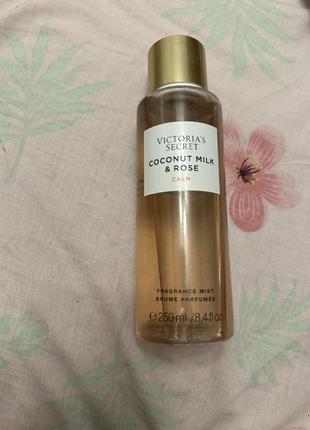 VICTORIA'S
SECRET
COCONUT MILK
& ROSE
CALM
FRAGRANCE MIST
BRUME PARFUMÉE
℮250 ml /8.4 fl oz